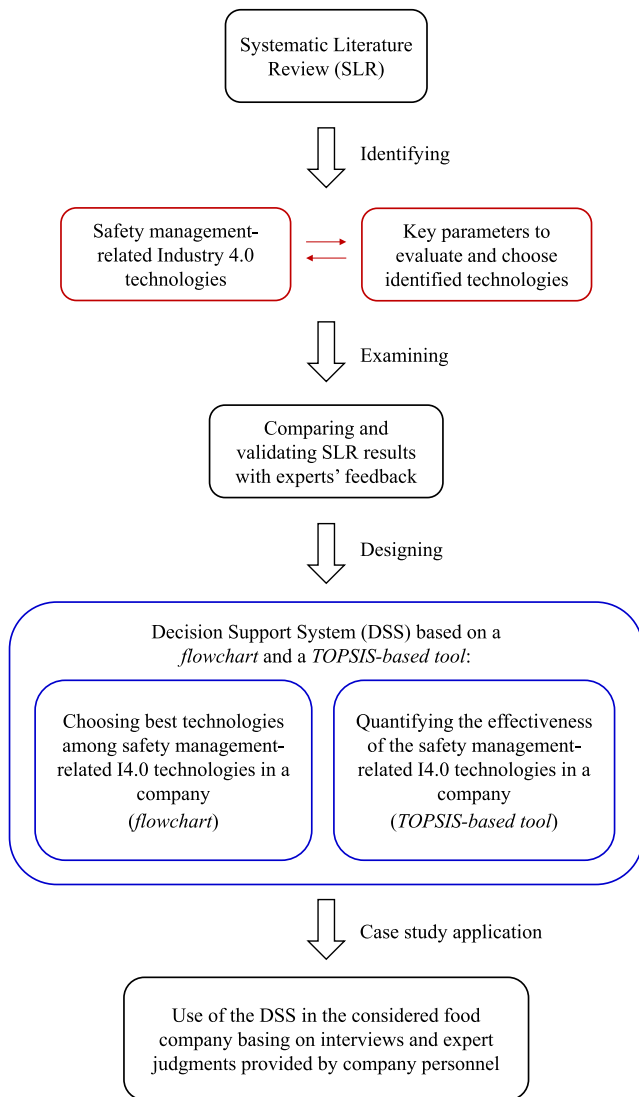 Systematic Literature
Review (SLR)
Identifying
Safety management-
related Industry 4.0
technologies
Key parameters to
evaluate and choose
identified technologies
Examining
Comparing and
validating SLR results
with experts' feedback
Designing
Decision Support System (DSS) based on a
flowchart and a TOPSIS-based tool:
Choosing best technologies
among safety management-
related I4.0 technologies in a
company
(flowchart)
Quantifying the effectiveness
of the safety management-
related I4.0 technologies in a
company
(TOPSIS-based tool)
Case study application
Use of the DSS in the considered food
company basing on interviews and expert
judgments provided by company personnel